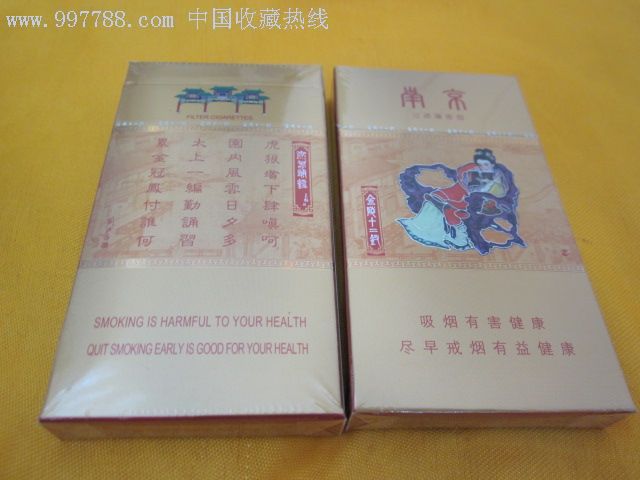 www.997788.com 中国收藏热线
FILTER CIGARETTES
虎狼當下肆嗔呵
園内風雲日夕多
太上一編勤誦習
累金冠鳳付誰何
SMOKING IS HARMFUL TO YOUR HEALTH
QUIT SMOKING EARLY IS GOOD FOR YOUR HEALTH
南京
金陵十二釵
吸烟有害健康
尽早戒烟有益健康